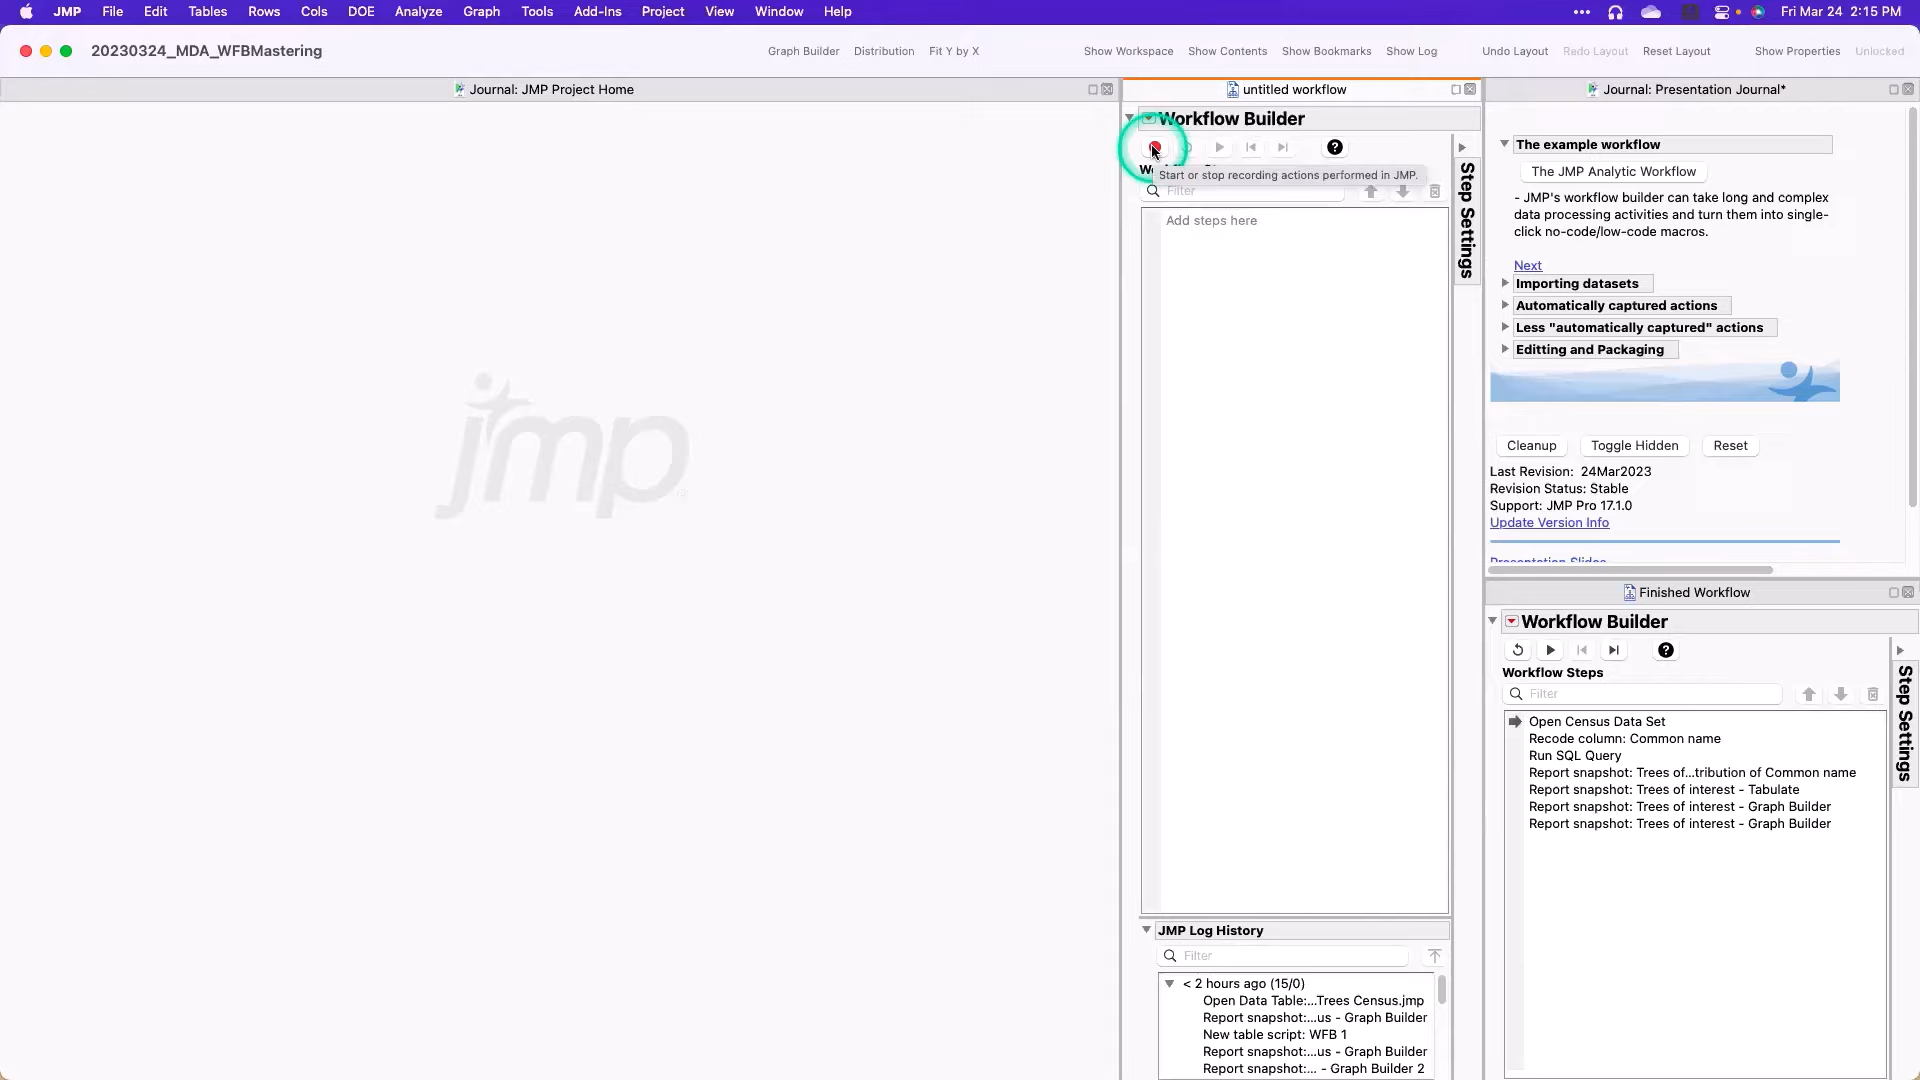 JMP File Edit Tables Rows Cols DOE Analyze Graph Tools Add-Ins Project View Window Help Fri Mar 24 2:15 PM
20230324_MDA_WFBMastering Graph Builder Distribution Fit Y by X Show Workspace Show Contents Show Bookmarks Show Log Undo Layout Redo Layout Reset Layout Show Properties Unlocked
Journal: JMP Project Home
jmp
untitled workflow
Workflow Builder
Start or stop recording actions performed in JMP.
Filter
Add steps here
Step Settings
JMP Log History
Filter
< 2 hours ago (15/0)
Open Data Table:...Trees Census.jmp
Report snapshot:...us - Graph Builder
New table script: WFB 1
Report snapshot:...us - Graph Builder
Report snapshot:... - Graph Builder 2
Journal: Presentation Journal*
The example workflow
The JMP Analytic Workflow
- JMP's workflow builder can take long and complex
data processing activities and turn them into single-
click no-code/low-code macros.
Next
Importing datasets
Automatically captured actions
Less "automatically captured" actions
Editting and Packaging
Cleanup Toggle Hidden Reset
Last Revision: 24Mar2023
Revision Status: Stable
Support: JMP Pro 17.1.0
Update Version Info
Presentation Slides
Finished Workflow
Workflow Builder
Workflow Steps
Filter
Open Census Data Set
Recode column: Common name
Run SQL Query
Report snapshot: Trees of...tribution of Common name
Report snapshot: Trees of interest - Tabulate
Report snapshot: Trees of interest - Graph Builder
Report snapshot: Trees of interest - Graph Builder
Step Settings